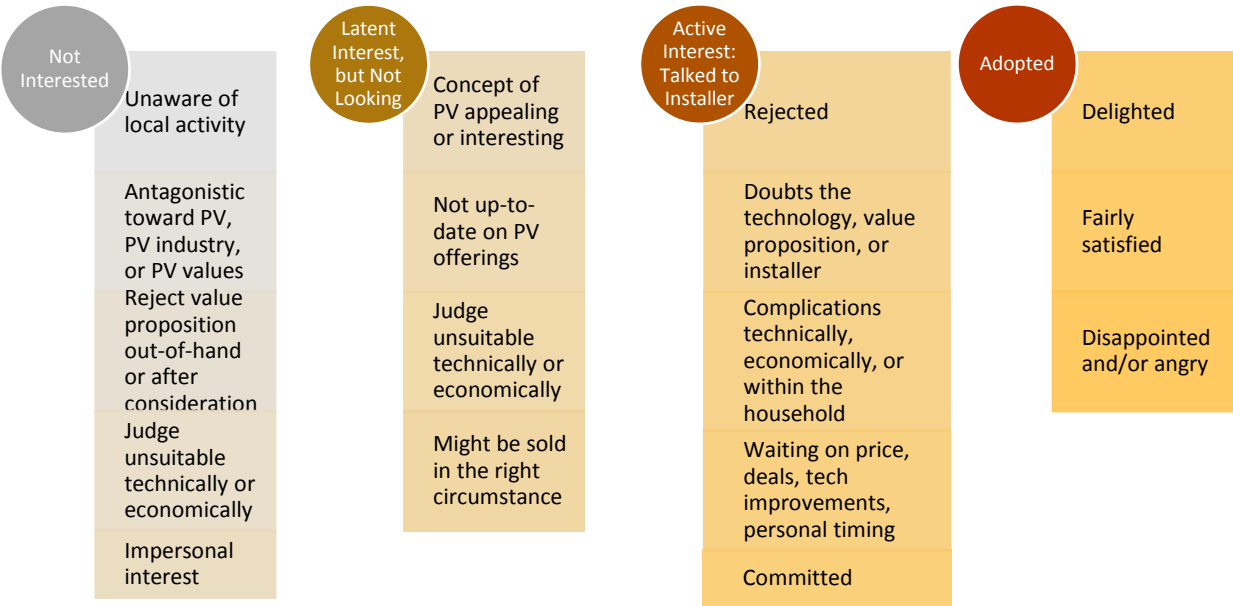 Not
Interested
Unaware of
local activity
Antagonistic
toward PV,
PV industry,
or PV values
Reject value
proposition
out-of-hand
or after
consideration
Judge
unsuitable
technically or
economically
Impersonal
interest
Latent
Interest,
but Not
Looking
Concept of
PV appealing
or interesting
Not up-to-
date on PV
offerings
Judge
unsuitable
technically or
economically
Might be sold
in the right
circumstance
Active
Interest:
Talked to
Installer
Rejected
Doubts the
technology, value
proposition, or
installer
Complications
technically,
economically, or
within the
household
Waiting on price,
deals, tech
improvements,
personal timing
Committed
Adopted
Delighted
Fairly
satisfied
Disappointed
and/or angry